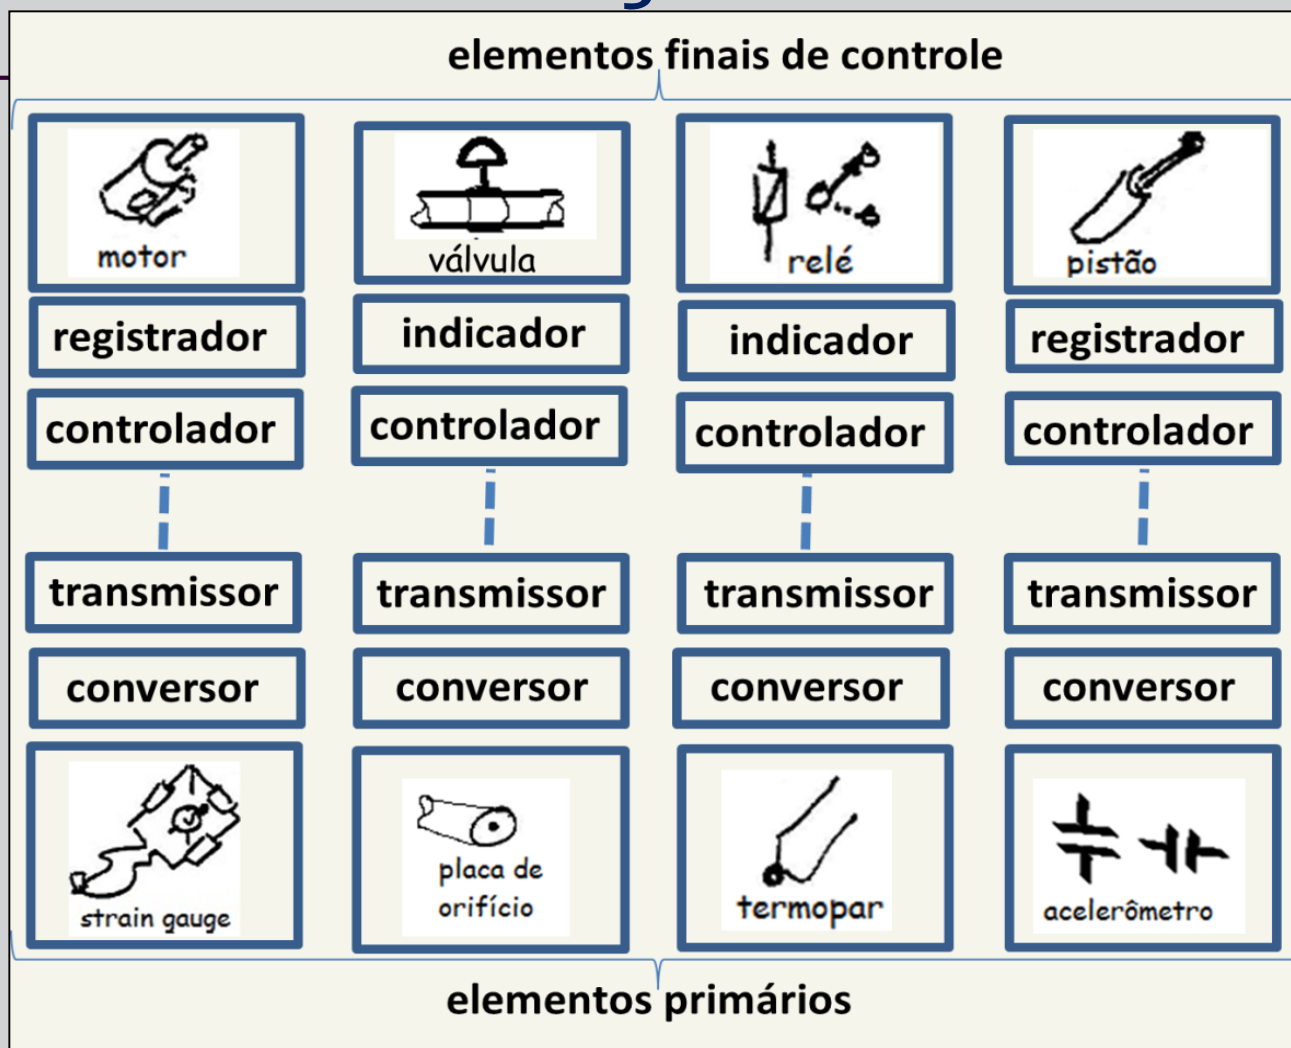 elementos finais de controle
motor
válvula
relé
pistão
registrador
indicador
indicador
registrador
controlador
controlador
controlador
controlador
transmissor
transmissor
transmissor
transmissor
conversor
conversor
conversor
conversor
strain gauge
placa de
orifício
termopar
acelerômetro
elementos primários